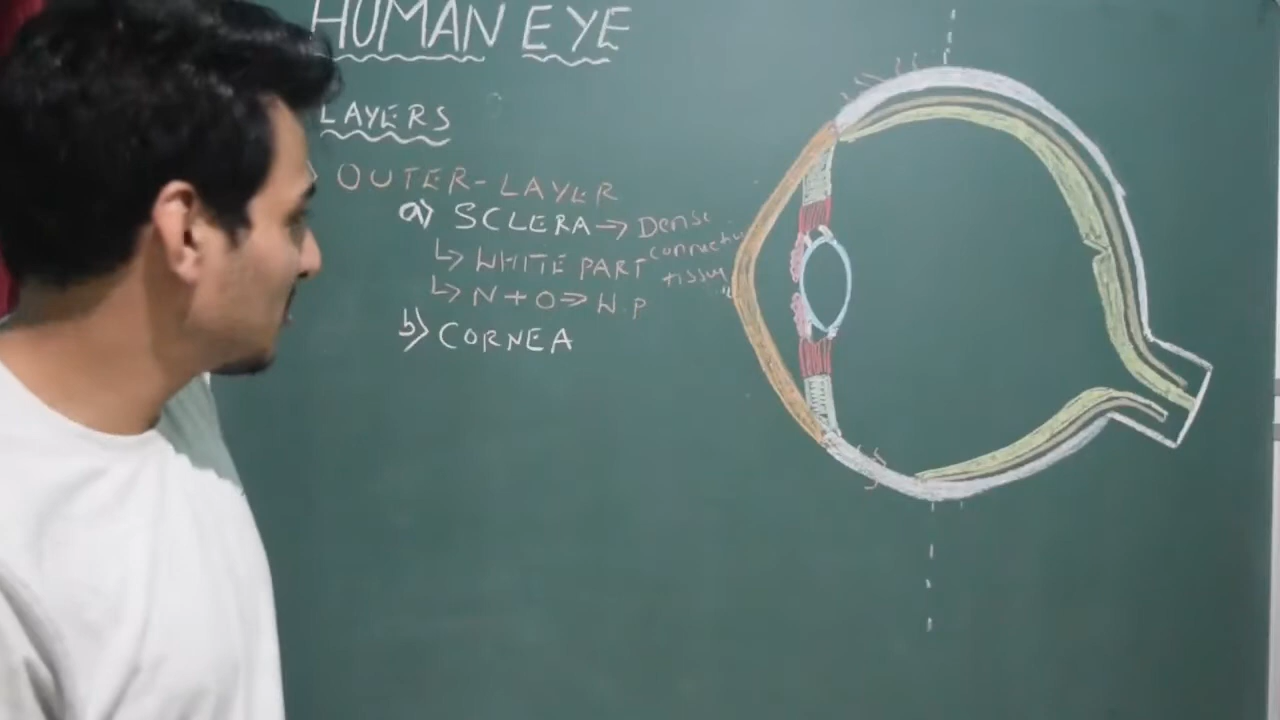 HUMAN EYE
LAYERS
OUTER-LAYER
a) SCLERA → Dense
connective
tissue
↳ WHITE PART
↳ N + O ⇒ W.P
b) CORNEA